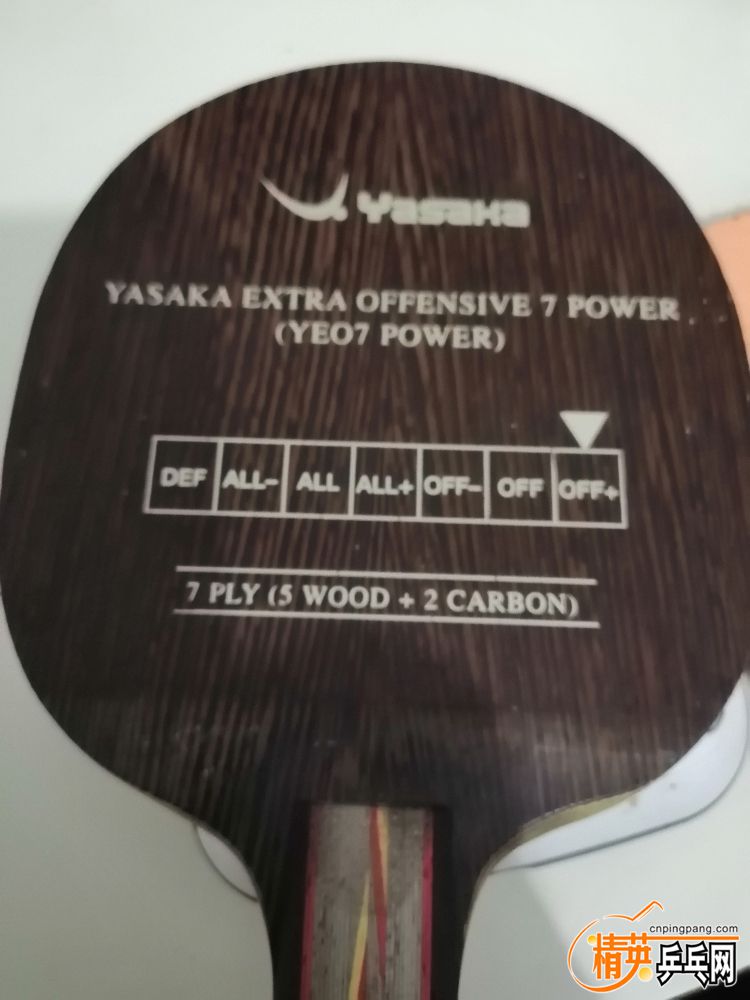 Yasaka
YASAKA EXTRA OFFENSIVE 7 POWER
(YEO7 POWER)
DEF ALL- ALL ALL+ OFF- OFF OFF+
7 PLY (5 WOOD + 2 CARBON)
cnpingpang.com
精英乒乓网